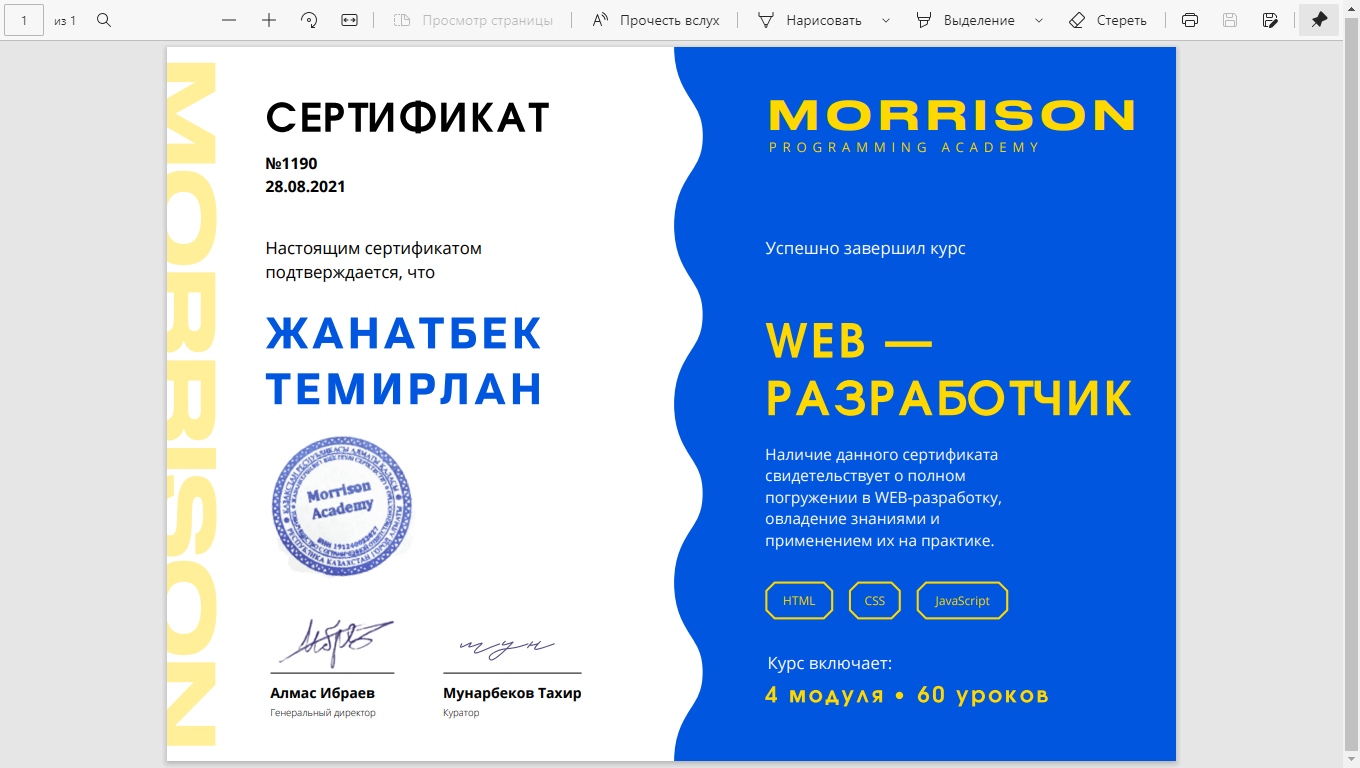 1 из 1 Просмотр страницы Прочесть вслух Нарисовать Выделение Стереть
MORRISON
СЕРТИФИКАТ
№1190
28.08.2021
Настоящим сертификатом
подтверждается, что
ЖАНАТБЕК
ТЕМИРЛАН
Morrison
Academy
Алмас Ибраев
Генеральный директор
Мунарбеков Тахир
Куратор
MORRISON
PROGRAMMING ACADEMY
Успешно завершил курс
WEB —
РАЗРАБОТЧИК
Наличие данного сертификата
свидетельствует о полном
погружении в WEB-разработку,
овладение знаниями и
применением их на практике.
HTML CSS JavaScript
Курс включает:
4 модуля • 60 уроков